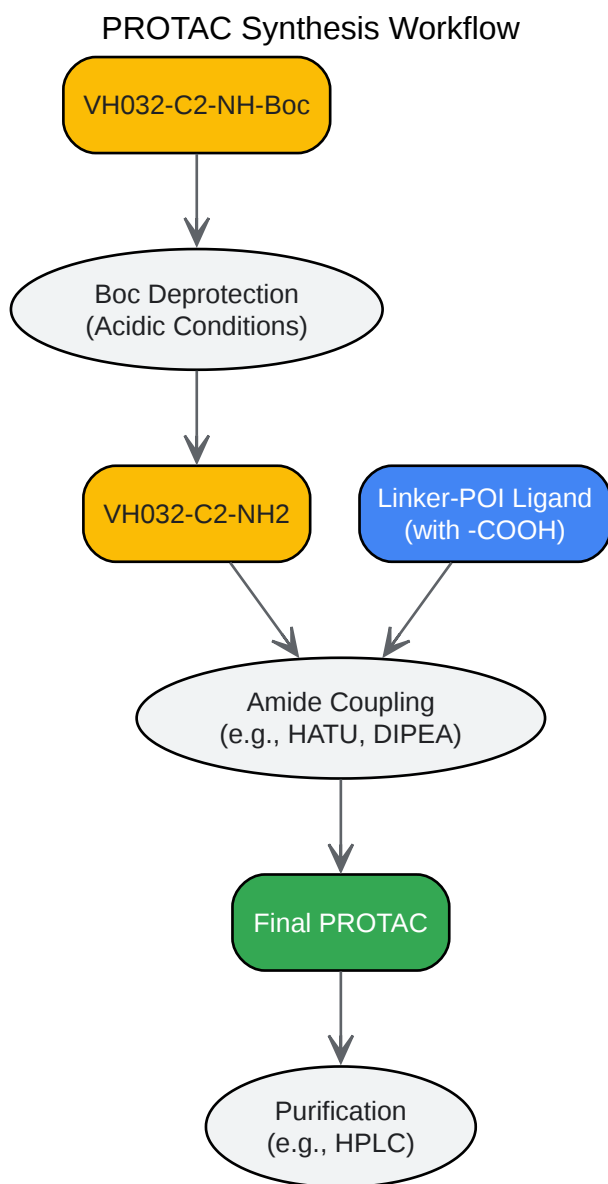 PROTAC Synthesis Workflow
VH032-C2-NH-Boc
Boc Deprotection
(Acidic Conditions)
VH032-C2-NH2
Linker-POI Ligand
(with -COOH)
Amide Coupling
(e.g., HATU, DIPEA)
Final PROTAC
Purification
(e.g., HPLC)